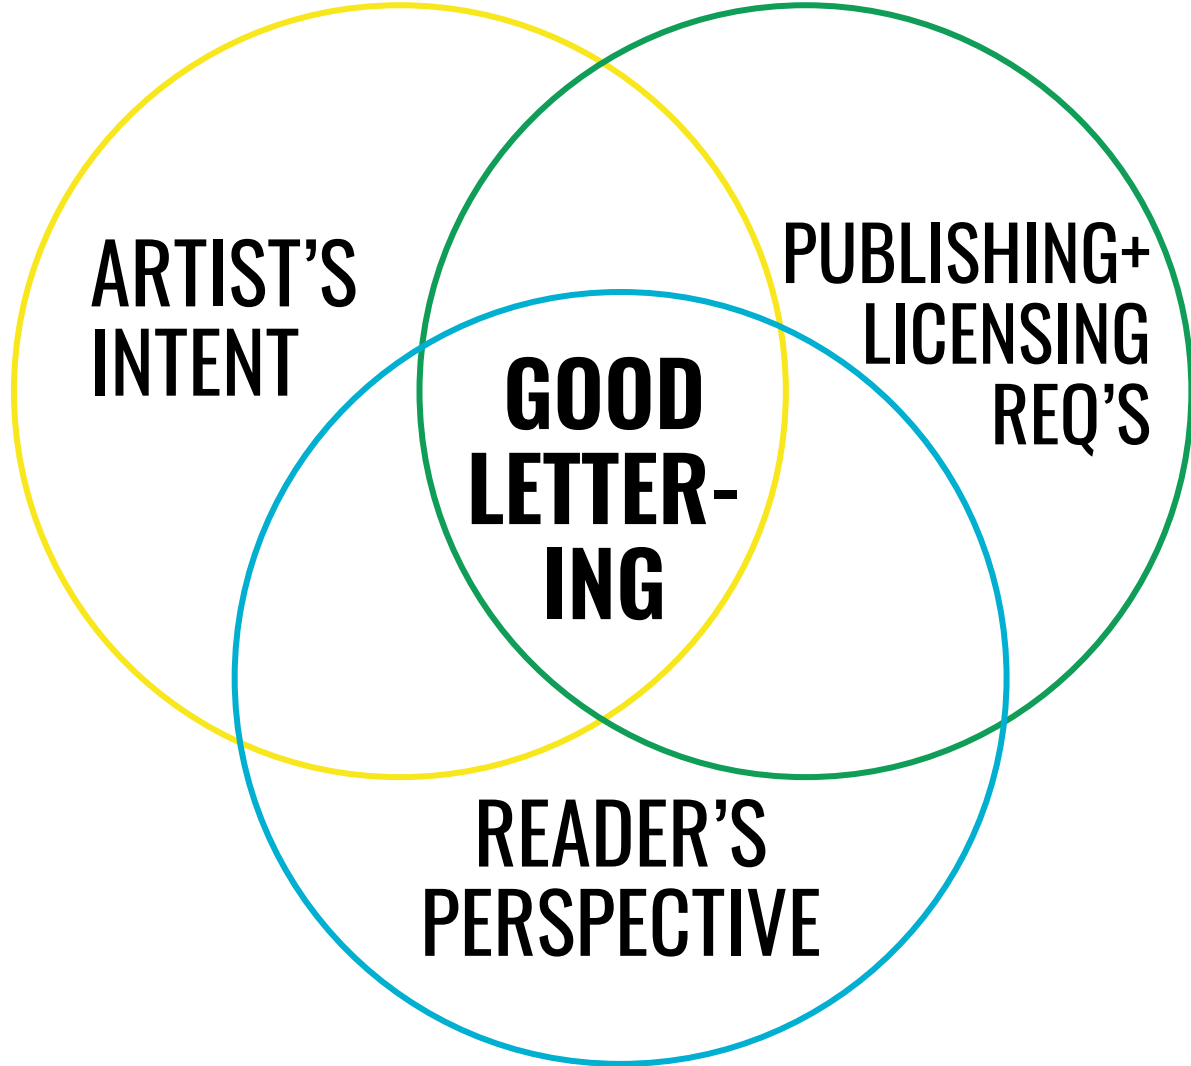 ARTIST’S
INTENT
PUBLISHING+
LICENSING
REQ’S
GOOD
LETTER-
ING
READER’S
PERSPECTIVE